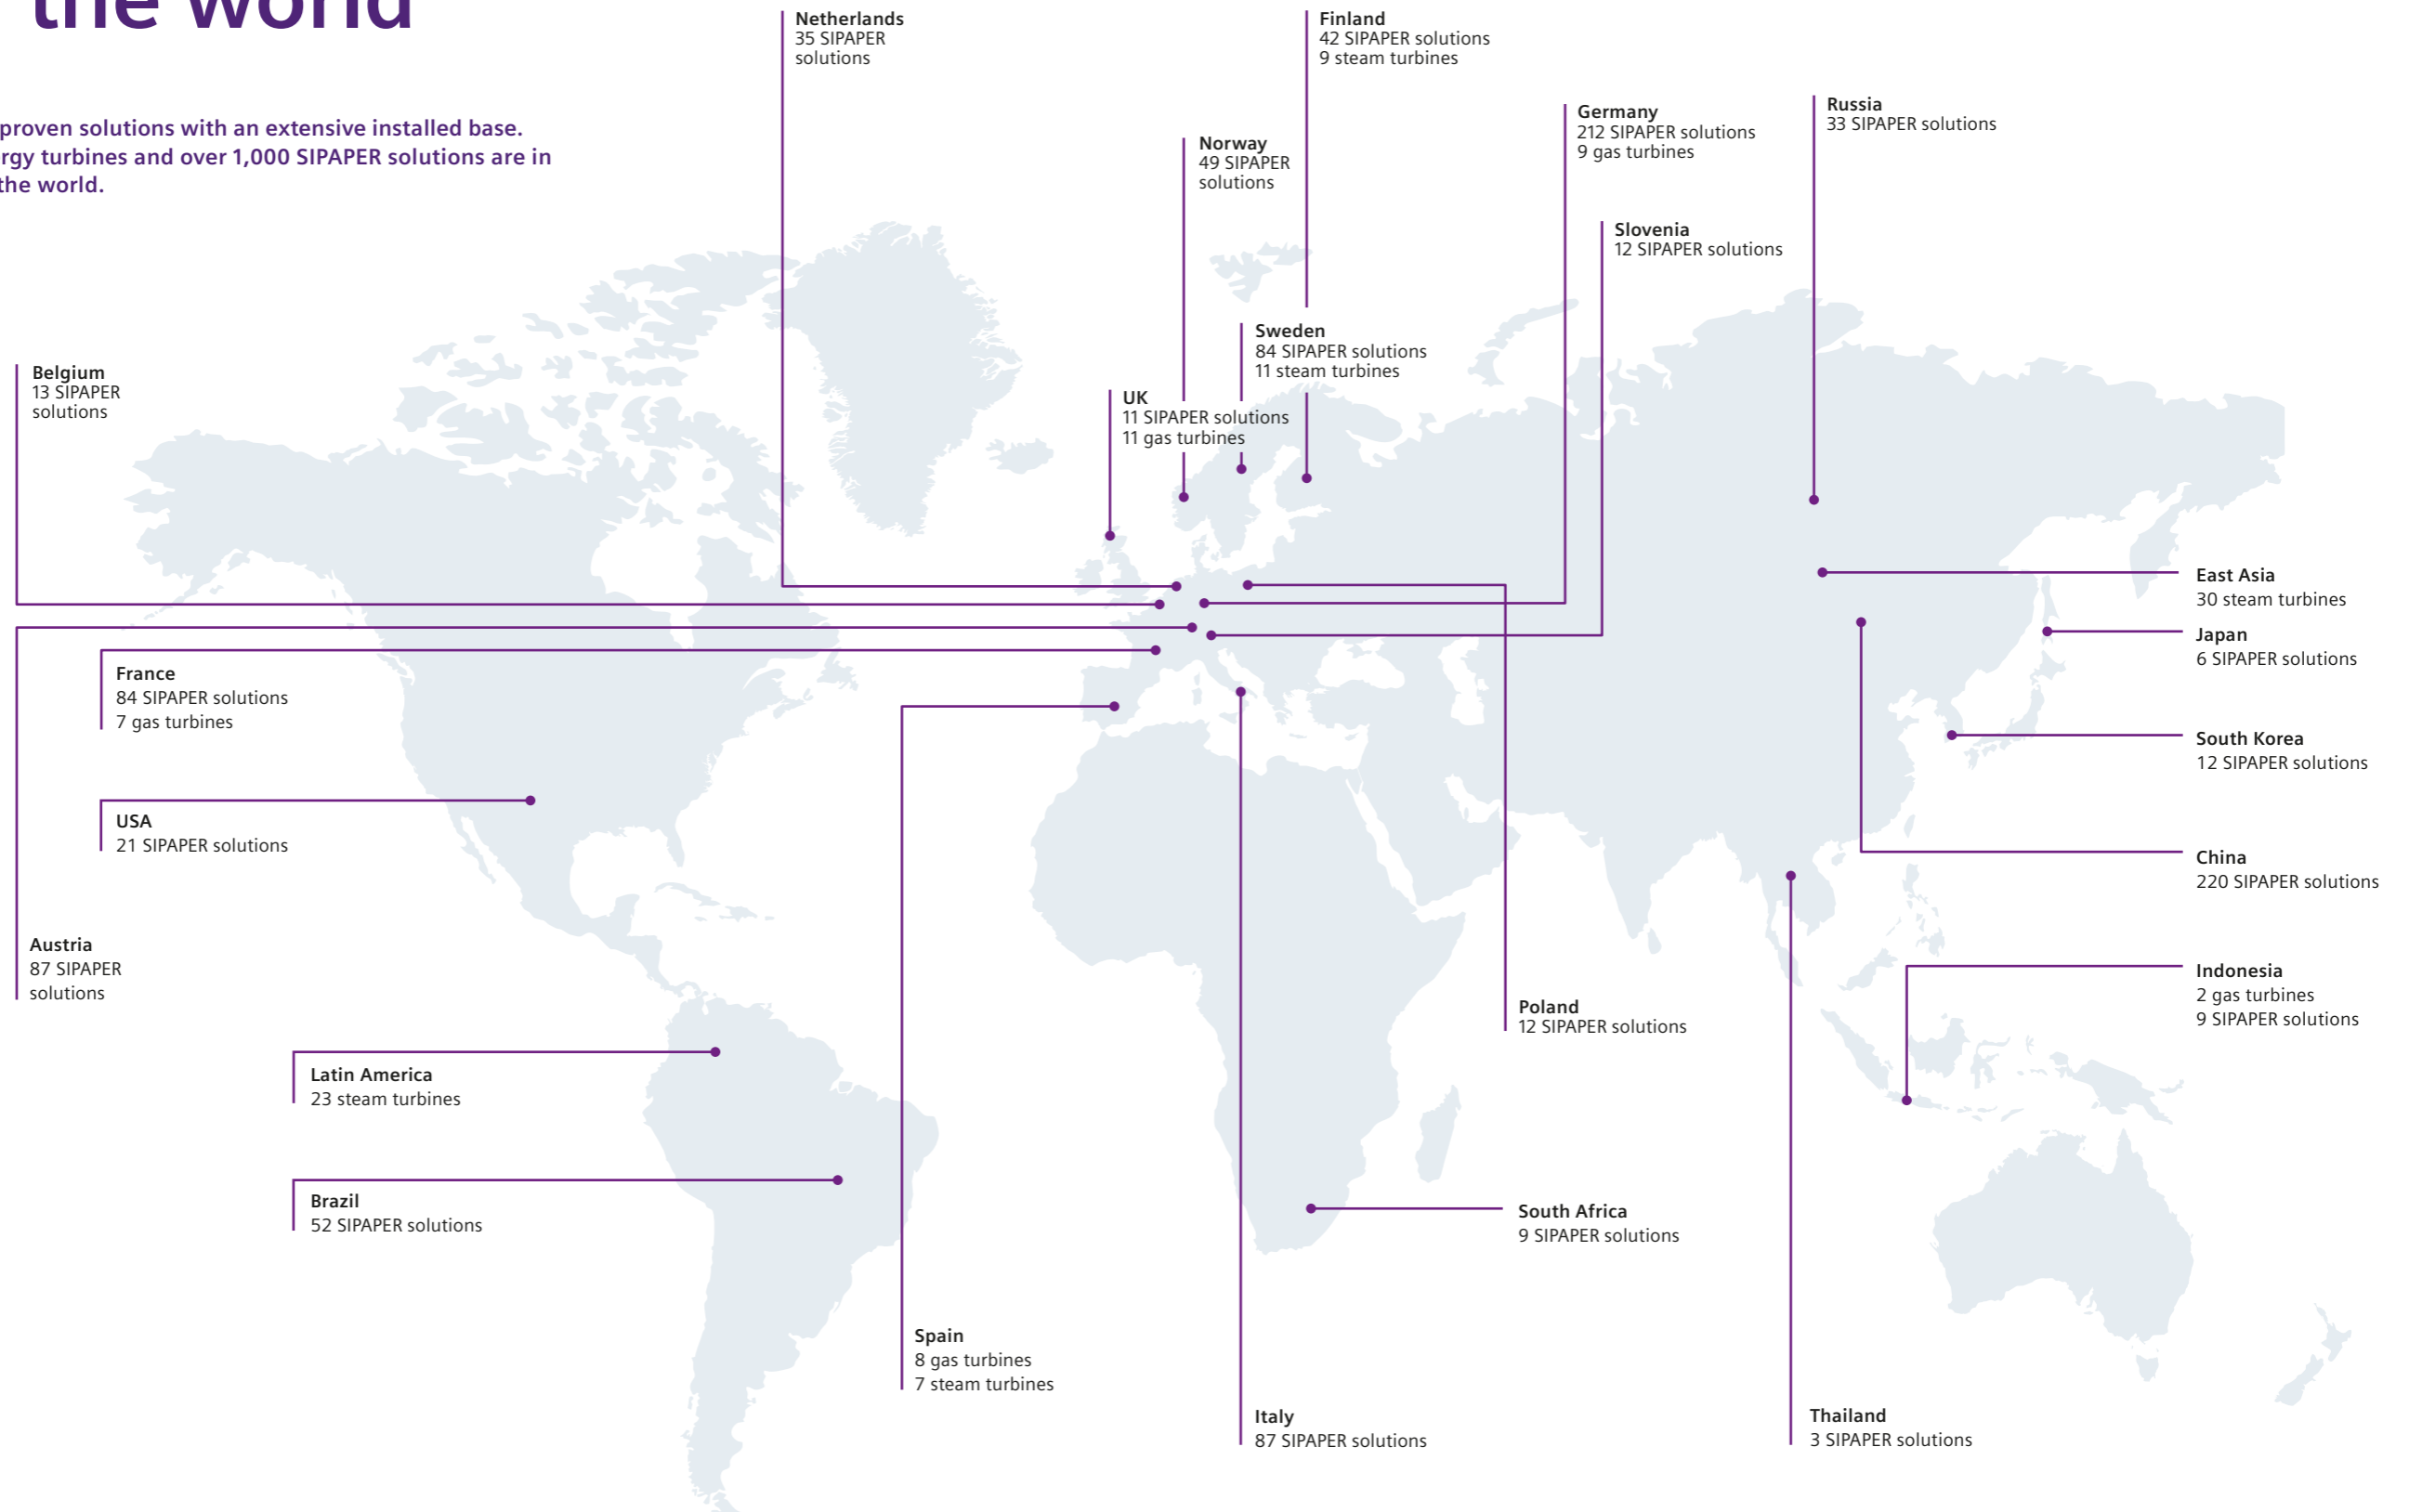 the world
proven solutions with an extensive installed base.
turbines and over 1,000 SIPAPER solutions are in
the world.
Netherlands
35 SIPAPER
solutions
Finland
42 SIPAPER solutions
9 steam turbines
Norway
49 SIPAPER
solutions
Germany
212 SIPAPER solutions
9 gas turbines
Russia
33 SIPAPER solutions
Slovenia
12 SIPAPER solutions
Sweden
84 SIPAPER solutions
11 steam turbines
UK
11 SIPAPER solutions
11 gas turbines
Belgium
13 SIPAPER
solutions
France
84 SIPAPER solutions
7 gas turbines
USA
21 SIPAPER solutions
Austria
87 SIPAPER
solutions
Latin America
23 steam turbines
Brazil
52 SIPAPER solutions
Spain
8 gas turbines
7 steam turbines
Italy
87 SIPAPER solutions
Poland
12 SIPAPER solutions
South Africa
9 SIPAPER solutions
Thailand
3 SIPAPER solutions
East Asia
30 steam turbines
Japan
6 SIPAPER solutions
South Korea
12 SIPAPER solutions
China
220 SIPAPER solutions
Indonesia
2 gas turbines
9 SIPAPER solutions